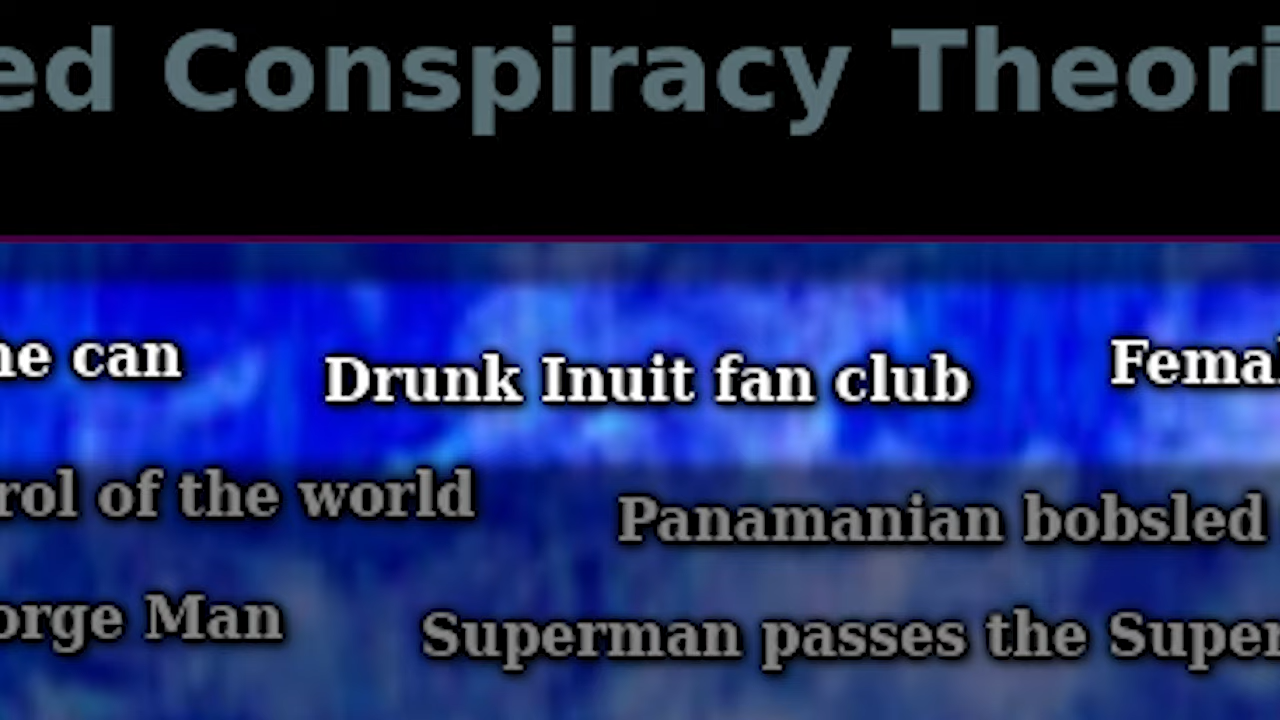 ed Conspiracy Theori
ne can Drunk Inuit fan club Femal
rol of the world Panamanian bobsled
orge Man Superman passes the Super